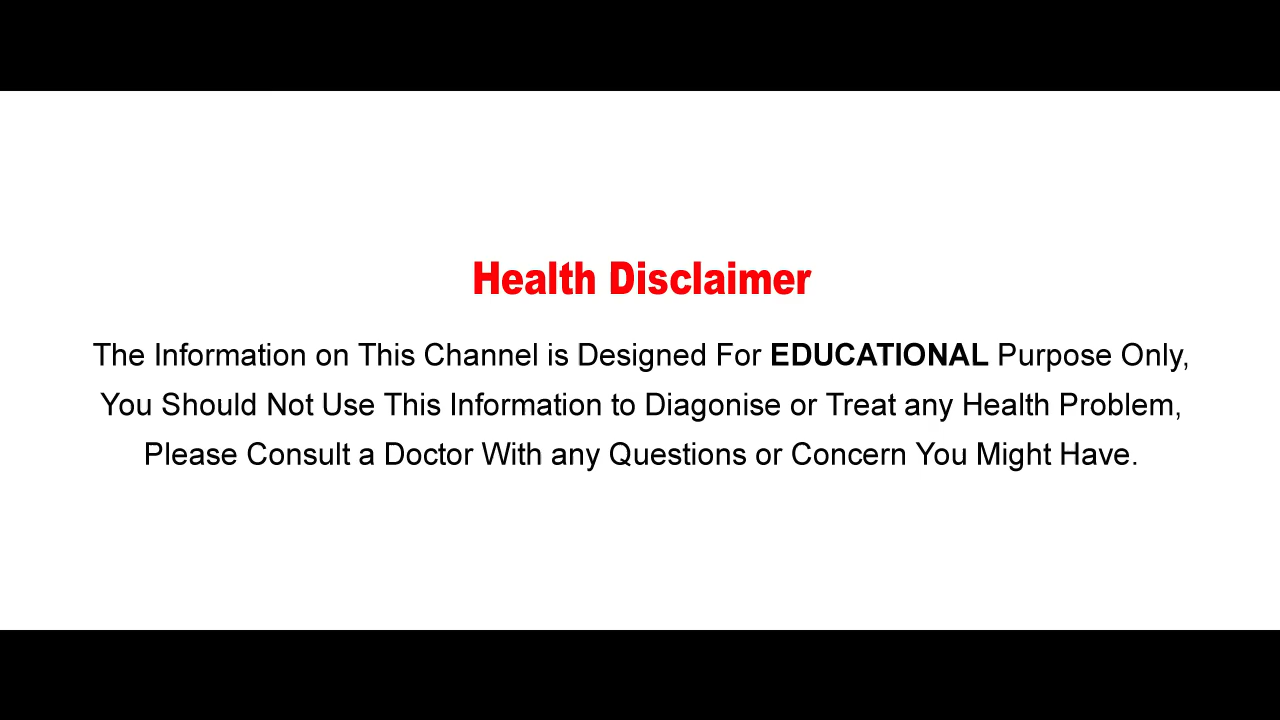 Health Disclaimer
The Information on This Channel is Designed For EDUCATIONAL Purpose Only,
You Should Not Use This Information to Diagonise or Treat any Health Problem,
Please Consult a Doctor With any Questions or Concern You Might Have.